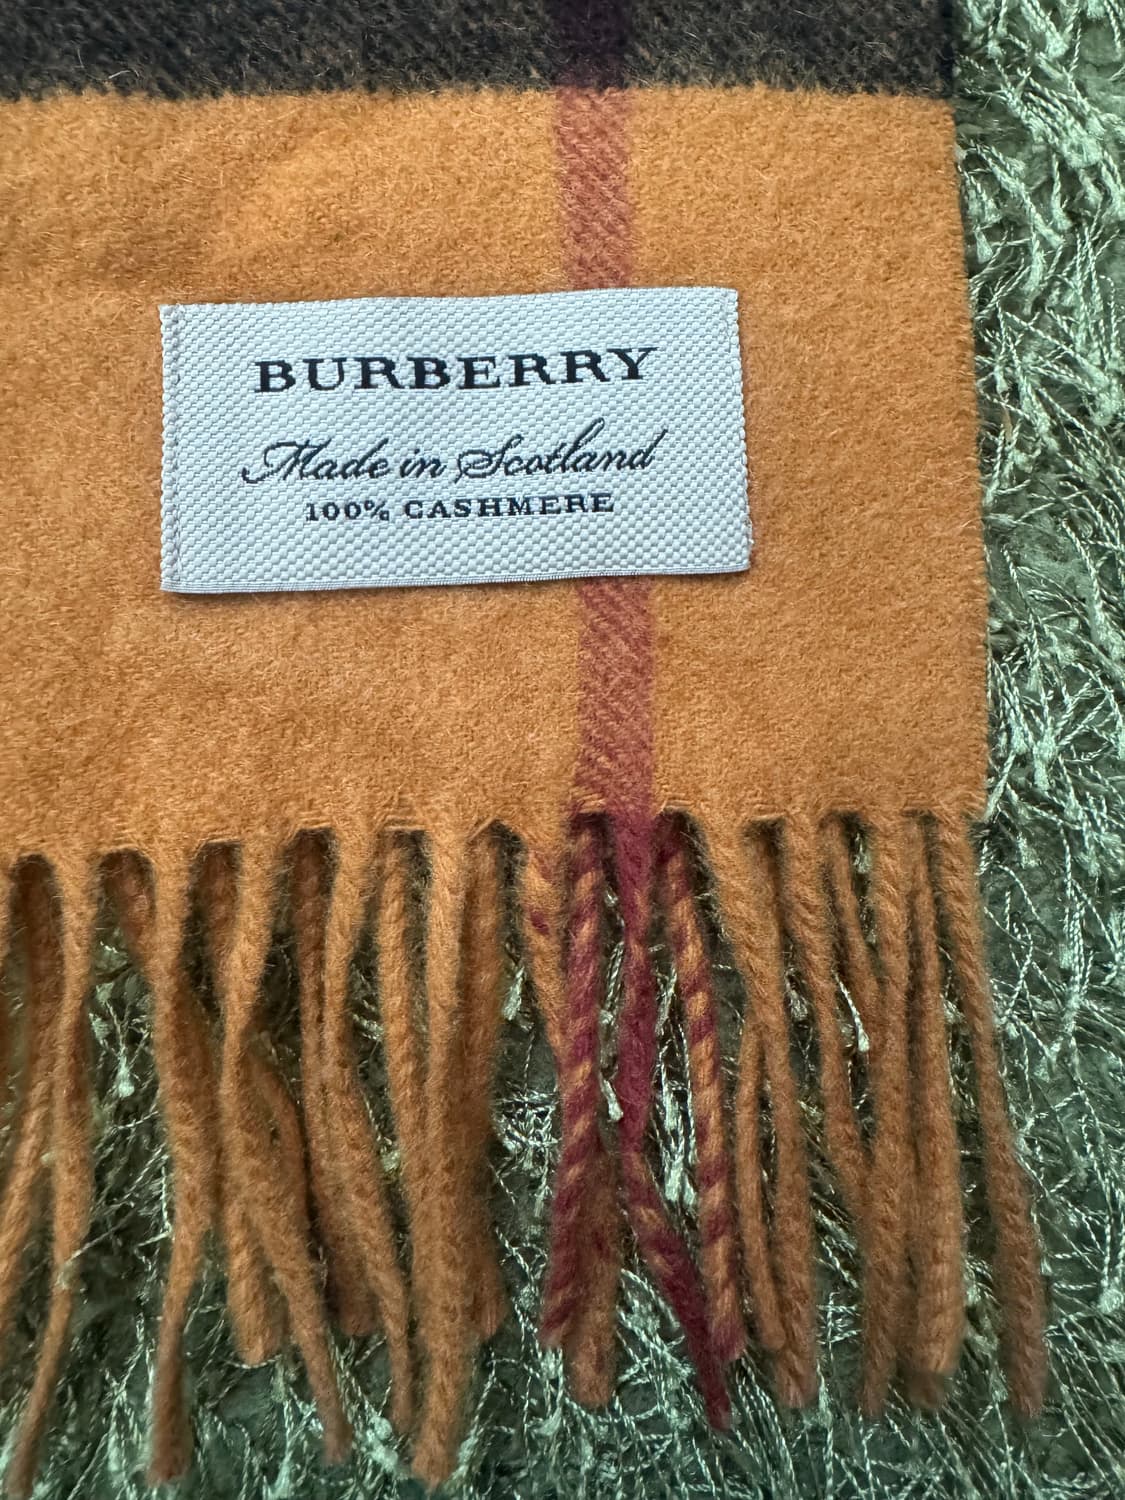 BURBERRY
Made in Scotland
100% CASHMERE